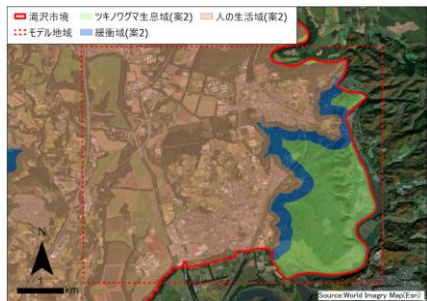 滝沢市境 ツキノワグマ生息域(案2) 人の生活域(案2)
モデル地域 緩衝域(案2)
N
1
km
Source:World Imagry Map(Esri)